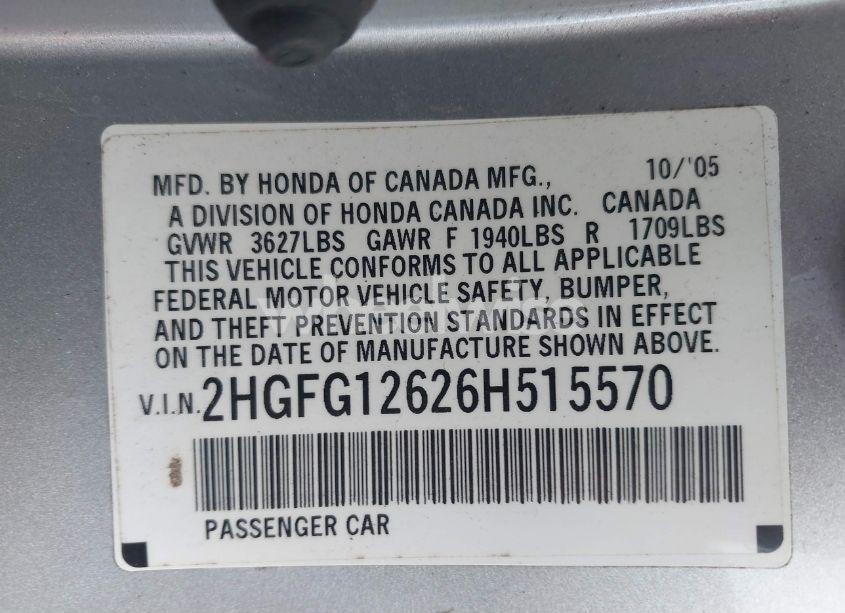 MFD. BY HONDA OF CANADA MFG., 10/'05
A DIVISION OF HONDA CANADA INC. CANADA
GVWR 3627LBS GAWR F 1940LBS R 1709LBS
THIS VEHICLE CONFORMS TO ALL APPLICABLE
FEDERAL MOTOR VEHICLE SAFETY, BUMPER,
AND THEFT PREVENTION STANDARDS IN EFFECT
ON THE DATE OF MANUFACTURE SHOWN ABOVE.
V.I.N. 2HGFG12626H515570
PASSENGER CAR